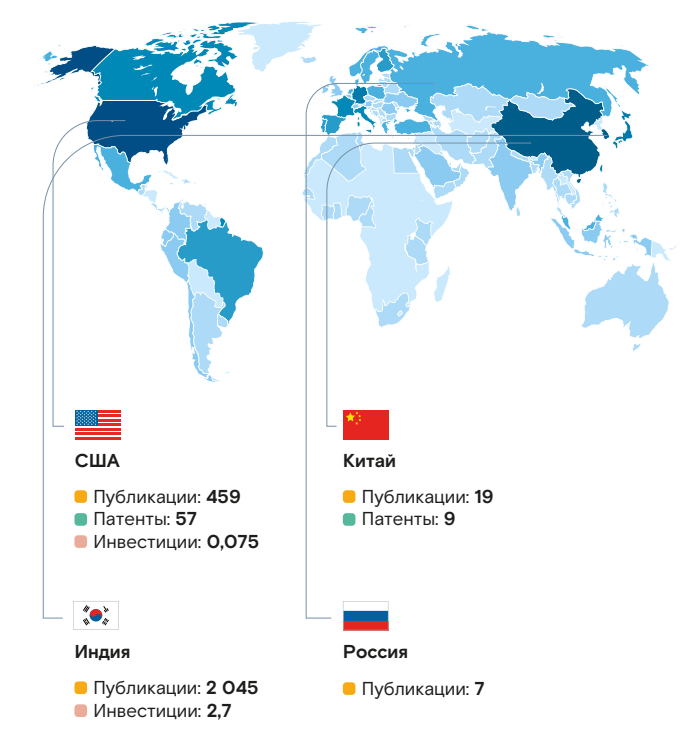 США
Публикации: 459
Патенты: 57
Инвестиции: 0,075
Китай
Публикации: 19
Патенты: 9
Индия
Публикации: 2 045
Инвестиции: 2,7
Россия
Публикации: 7